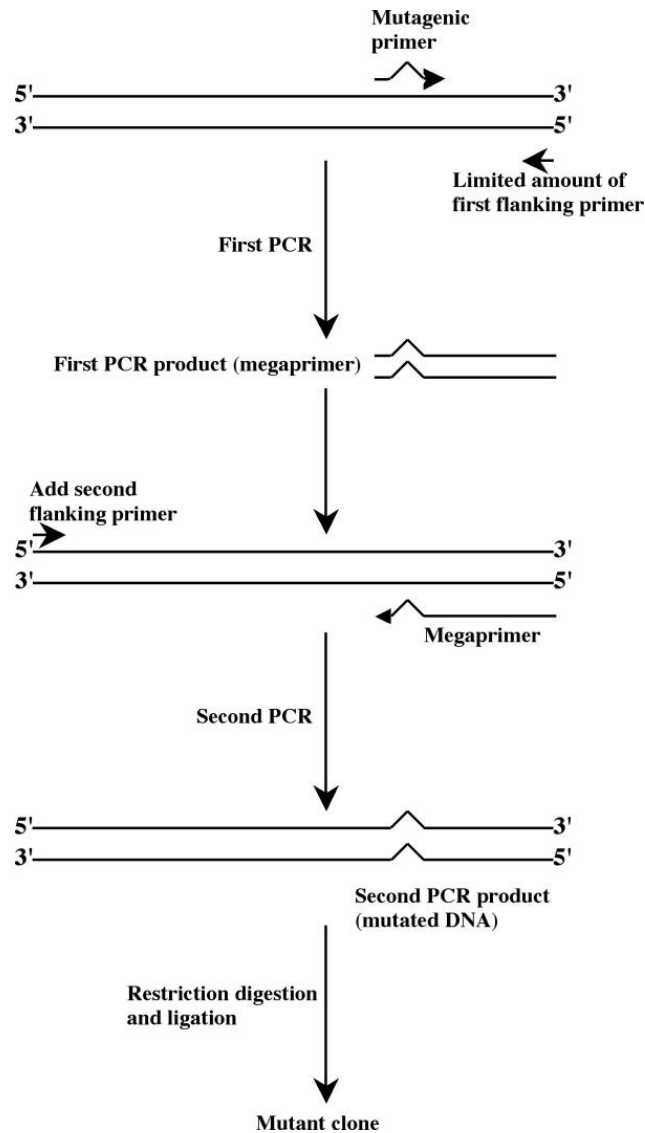 Mutagenic
primer
5' 3'
3' 5'
Limited amount of
first flanking primer
First PCR
First PCR product (megaprimer)
Add second
flanking primer
5' 3'
3' 5'
Megaprimer
Second PCR
5' 3'
3' 5'
Second PCR product
(mutated DNA)
Restriction digestion
and ligation
Mutant clone